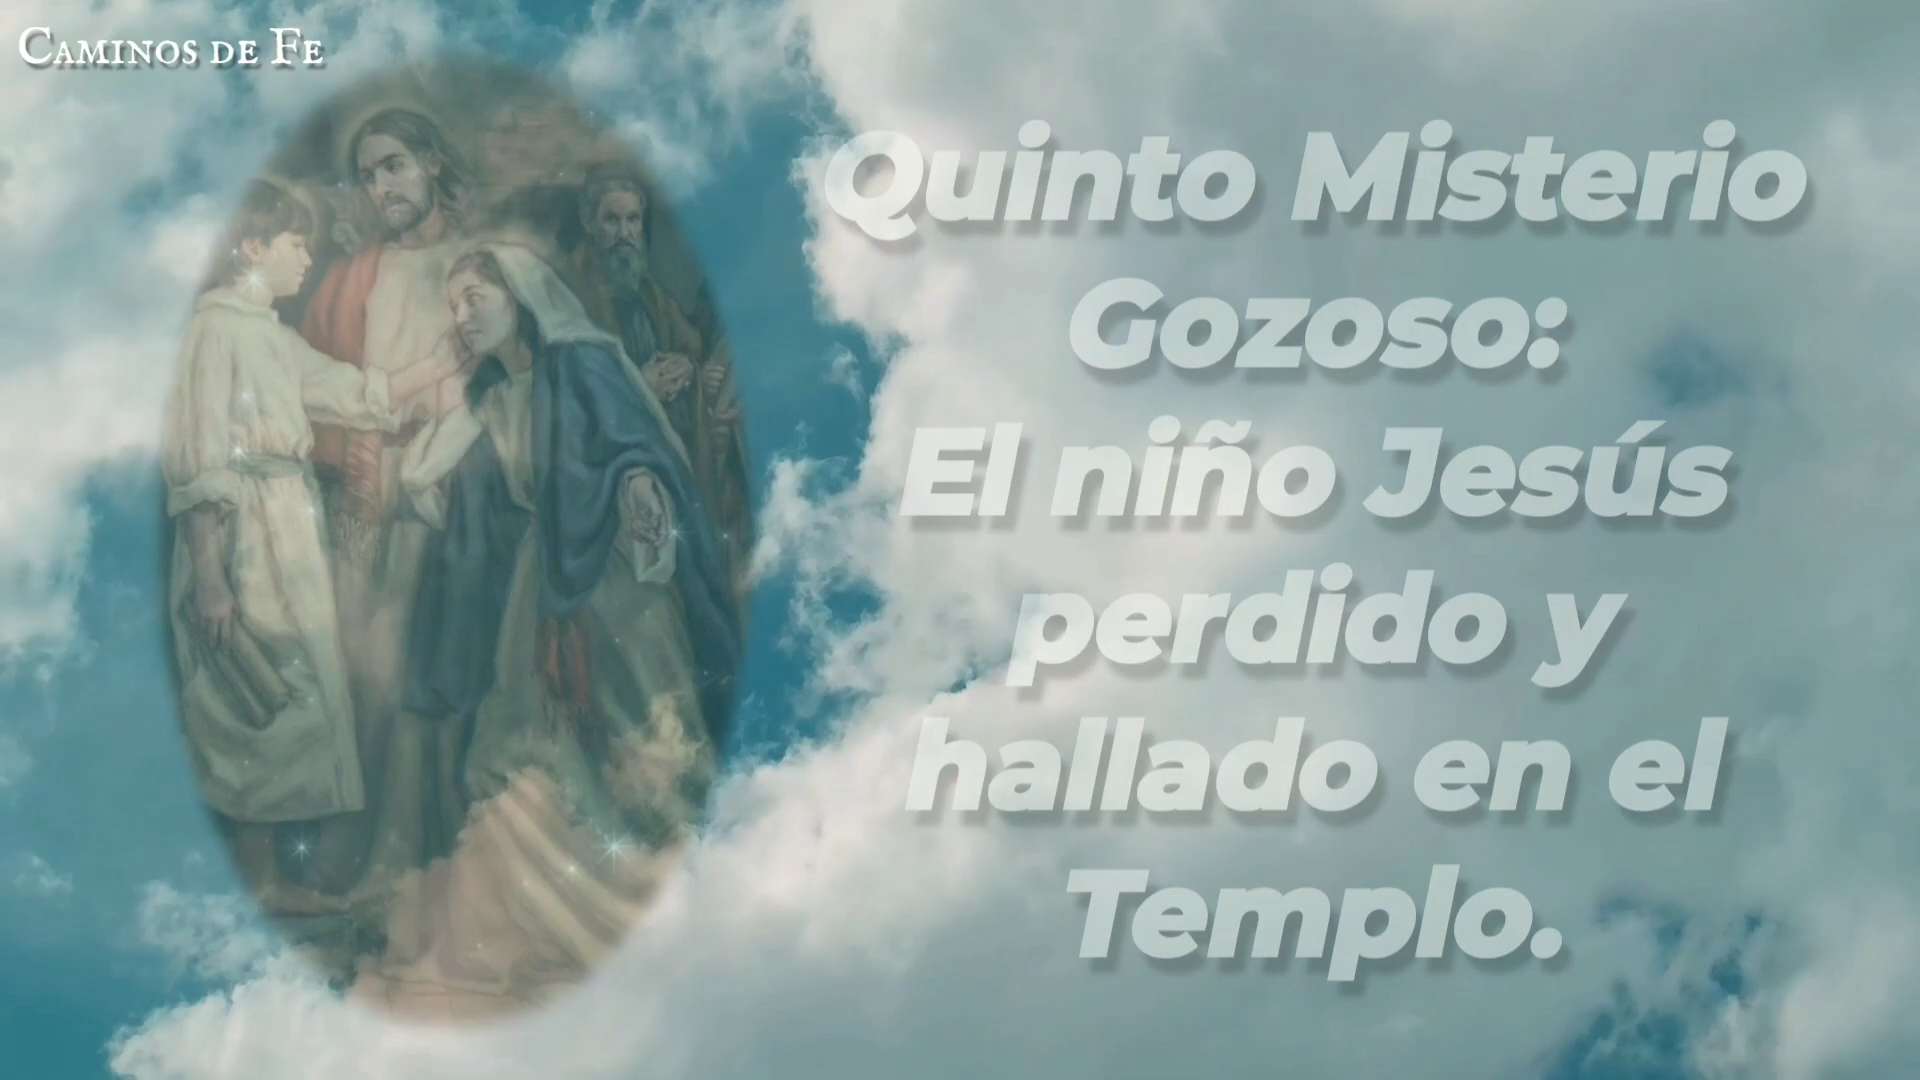 Caminos de Fe
Quinto Misterio
Gozoso:
El niño Jesús
perdido y
hallado en el
Templo.